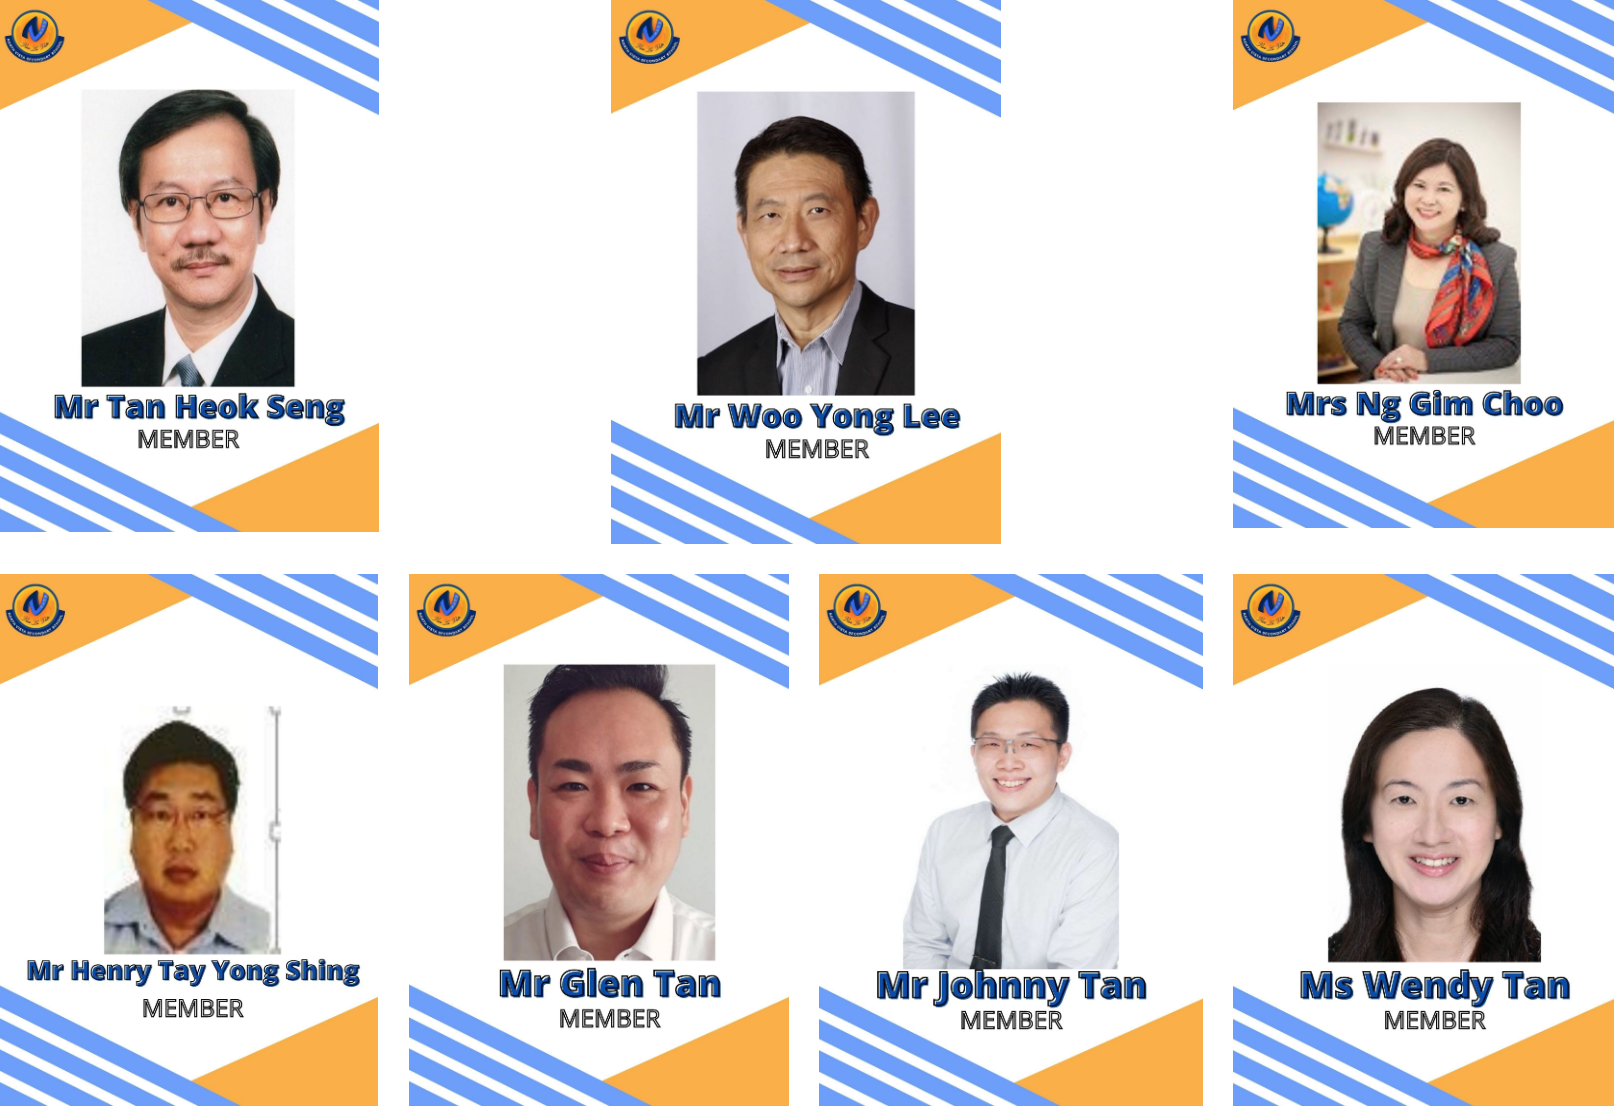 Mr Tan Heok Seng
MEMBER
Mr Woo Yong Lee
MEMBER
Mrs Ng Gim Choo
MEMBER
Mr Henry Tay Yong Shing
MEMBER
Mr Glen Tan
MEMBER
Mr Johnny Tan
MEMBER
Ms Wendy Tan
MEMBER